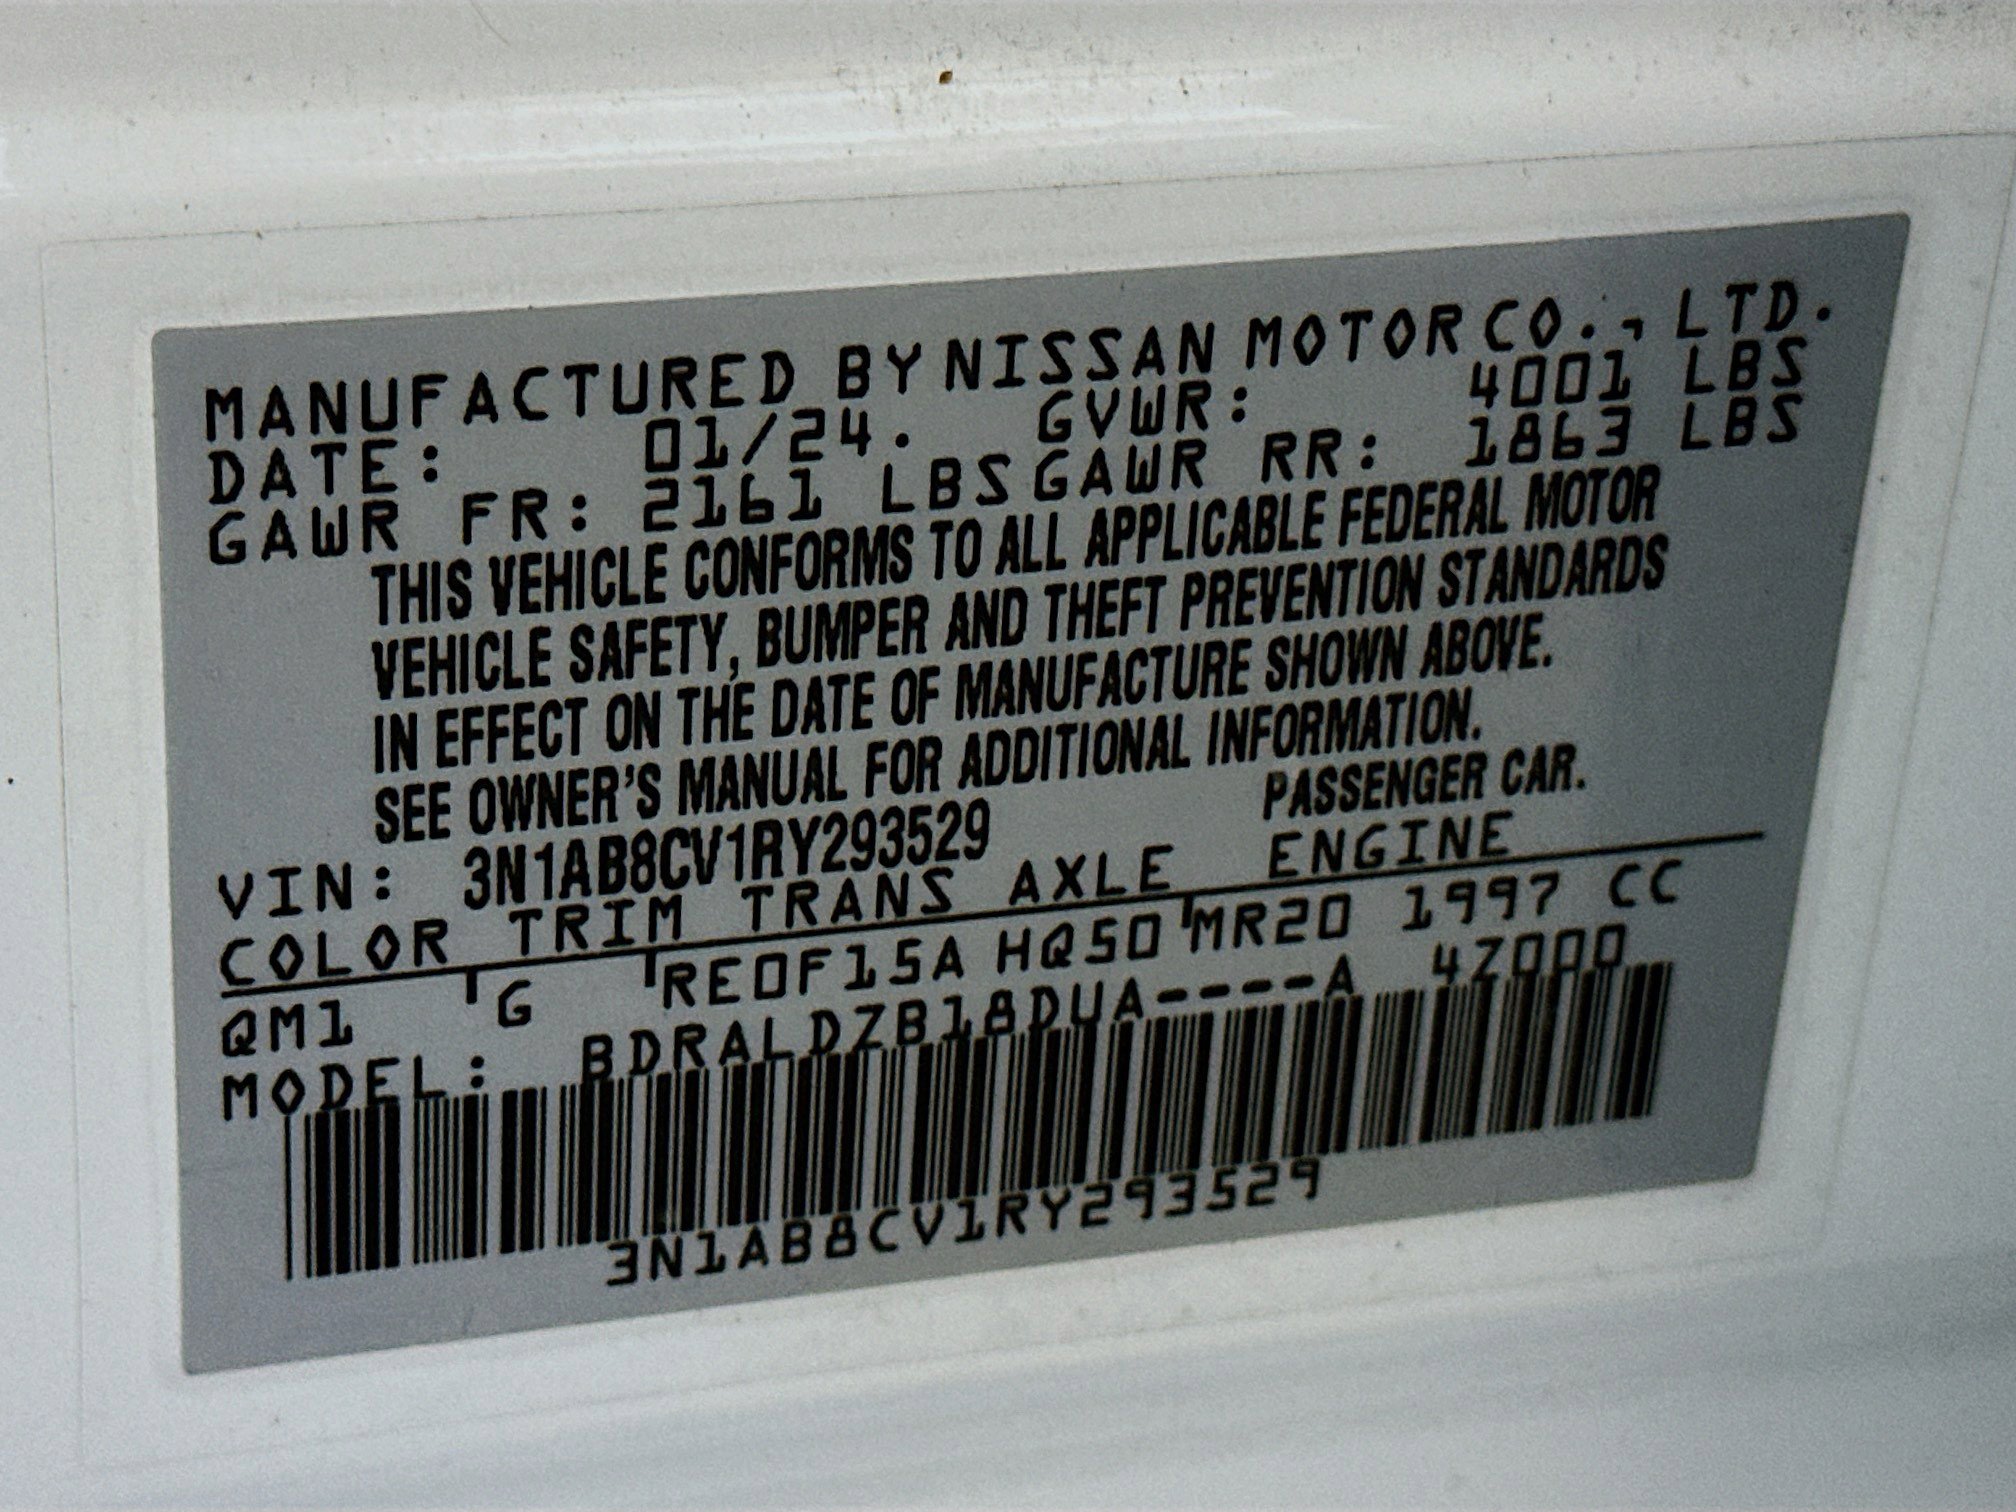 MANUFACTURED BY NISSAN MOTOR CO., LTD.
DATE: 01/24. GVWR: 4001 LBS
GAWR FR: 2161 LBS GAWR RR: 1863 LBS
THIS VEHICLE CONFORMS TO ALL APPLICABLE FEDERAL MOTOR
VEHICLE SAFETY, BUMPER AND THEFT PREVENTION STANDARDS
IN EFFECT ON THE DATE OF MANUFACTURE SHOWN ABOVE.
SEE OWNER'S MANUAL FOR ADDITIONAL INFORMATION.
VIN: 3N1AB8CV1RY293529 PASSENGER CAR.
COLOR TRIM TRANS AXLE ENGINE
QM1 G RE0F15A HQ50 MR20 1997 CC
MODEL: BDRALDZB18DUA----A 4Z000
3N1AB8CV1RY293529